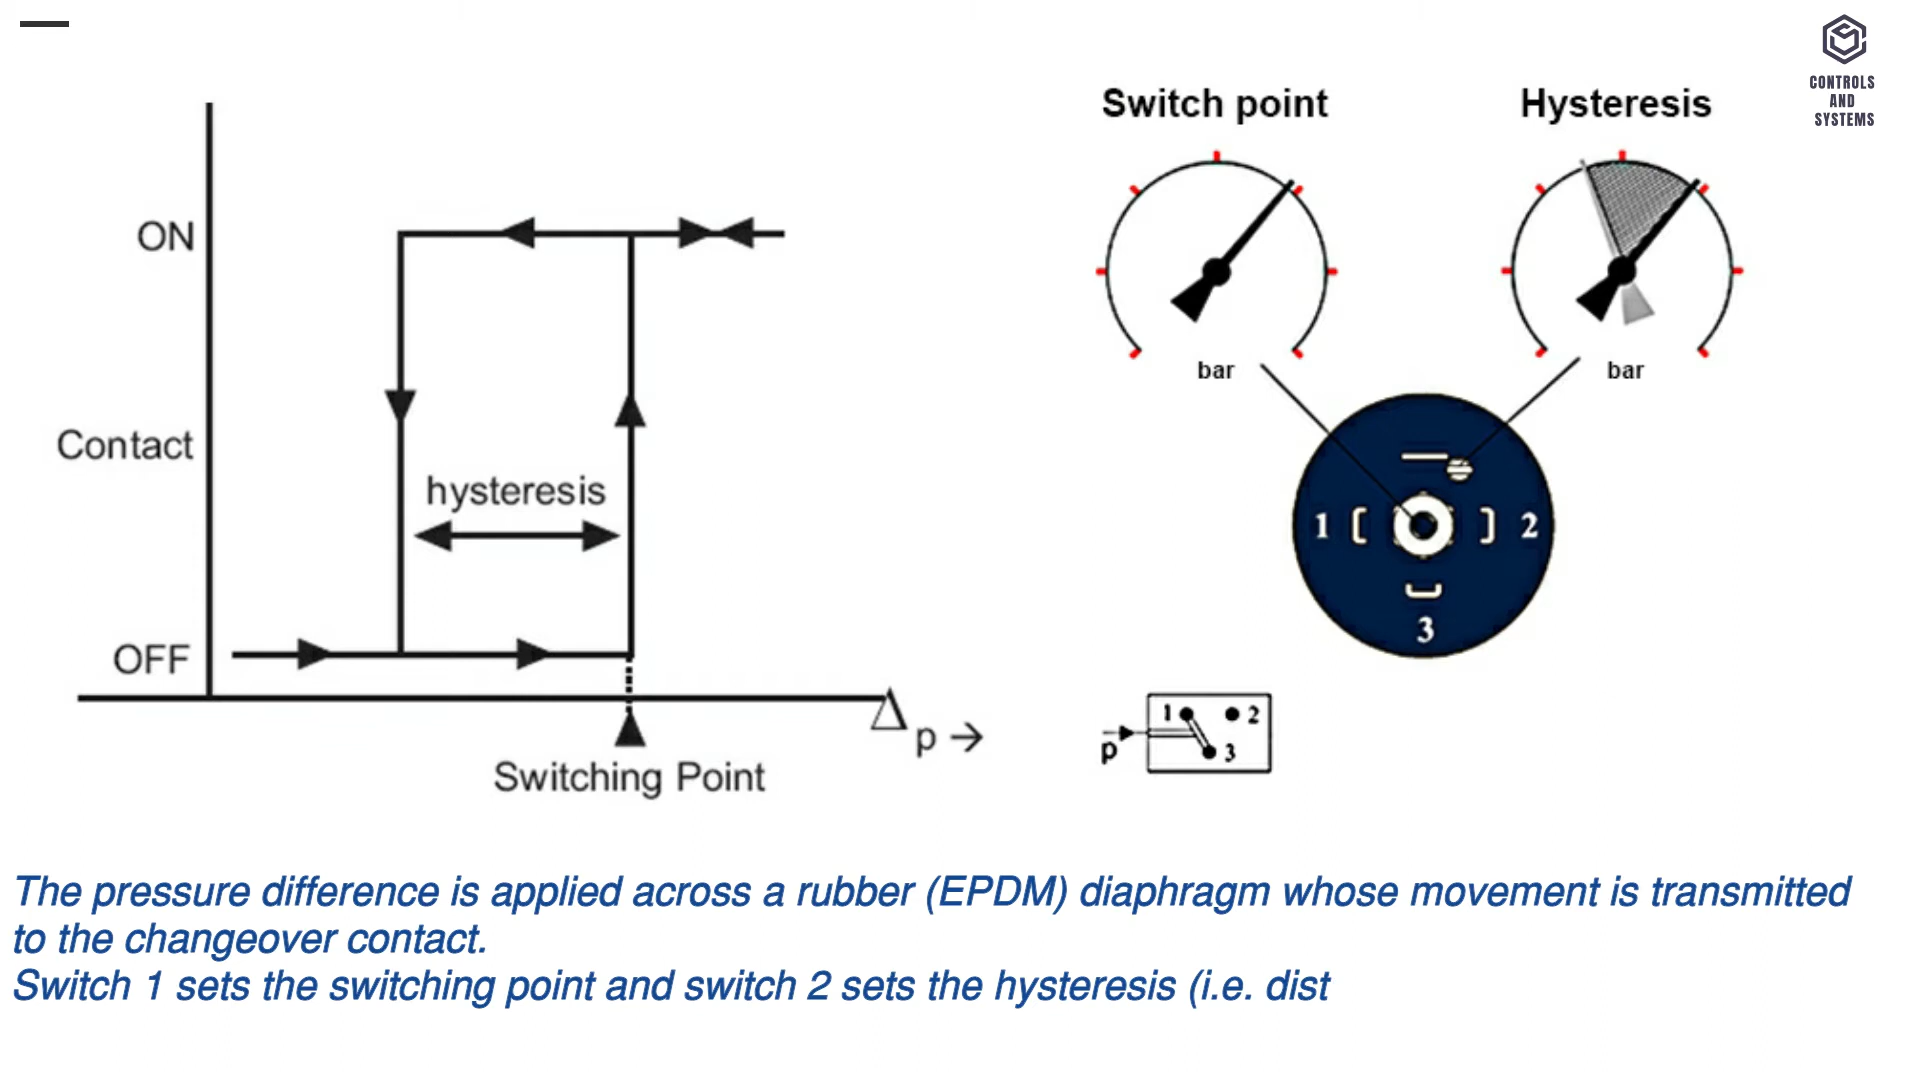 CONTROLS
AND
SYSTEMS
ON
Contact
OFF
hysteresis
Switching Point
Δ p →
Switch point
Hysteresis
bar
bar
1 [ ] 2
3
p
1 2
3
The pressure difference is applied across a rubber (EPDM) diaphragm whose movement is transmitted
to the changeover contact.
Switch 1 sets the switching point and switch 2 sets the hysteresis (i.e. dist